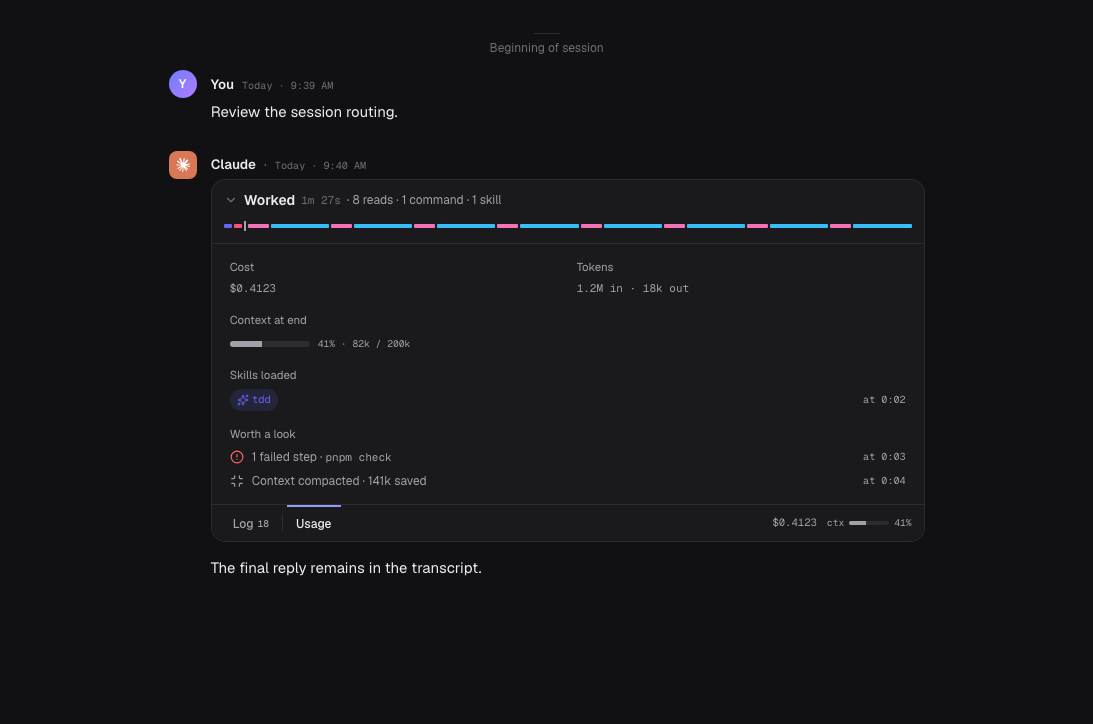 Beginning of session
Y
You Today · 9:39 AM
Review the session routing.
Claude · Today · 9:40 AM
Worked 1m 27s · 8 reads · 1 command · 1 skill
Cost Tokens
$0.4123 1.2M in · 18k out
Context at end
41% · 82k / 200k
Skills loaded
tdd at 0:02
Worth a look
1 failed step · pnpm check at 0:03
Context compacted · 141k saved at 0:04
Log 18 Usage $0.4123 ctx 41%
The final reply remains in the transcript.